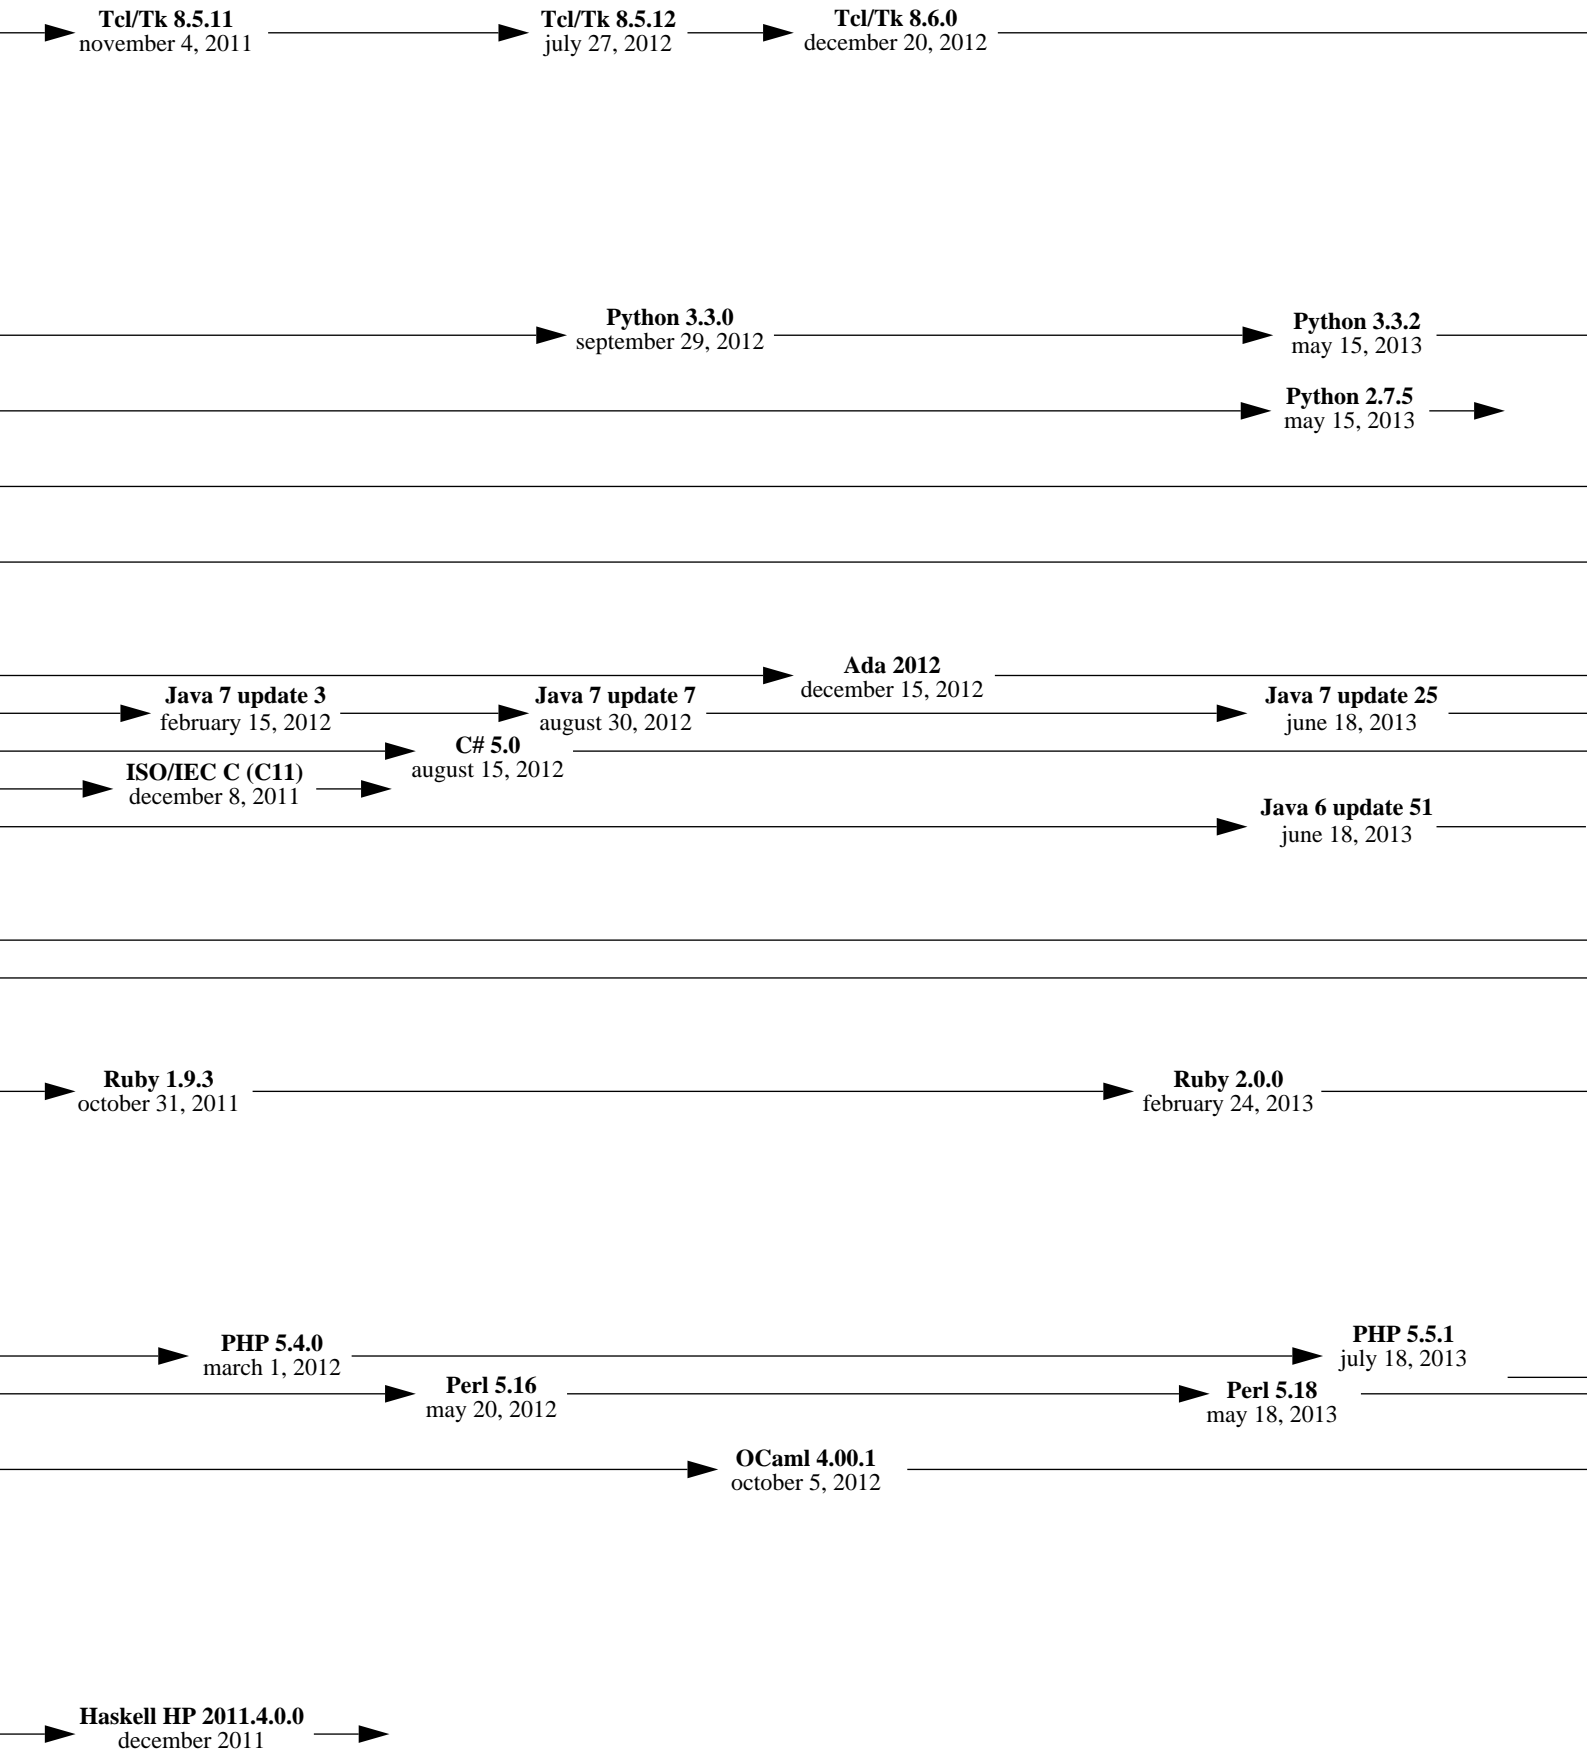 Tcl/Tk 8.5.11
november 4, 2011
Tcl/Tk 8.5.12
july 27, 2012
Tcl/Tk 8.6.0
december 20, 2012
Python 3.3.0
september 29, 2012
Python 3.3.2
may 15, 2013
Python 2.7.5
may 15, 2013
Ada 2012
december 15, 2012
Java 7 update 3
february 15, 2012
Java 7 update 7
august 30, 2012
Java 7 update 25
june 18, 2013
C# 5.0
august 15, 2012
ISO/IEC C (C11)
december 8, 2011
Java 6 update 51
june 18, 2013
Ruby 1.9.3
october 31, 2011
Ruby 2.0.0
february 24, 2013
PHP 5.4.0
march 1, 2012
PHP 5.5.1
july 18, 2013
Perl 5.16
may 20, 2012
Perl 5.18
may 18, 2013
OCaml 4.00.1
october 5, 2012
Haskell HP 2011.4.0.0
december 2011